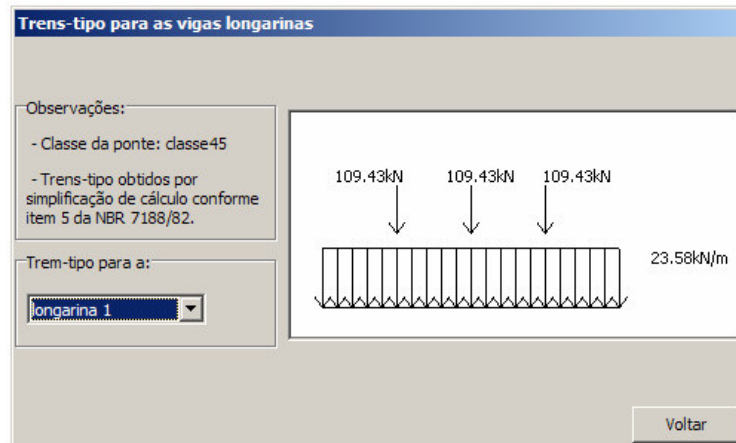 Trens-tipo para as vigas longarinas
Observações:
- Classe da ponte: classe45
- Trens-tipo obtidos por
simplificação de cálculo conforme
item 5 da NBR 7188/82.
Trem-tipo para a:
longarina 1
109.43kN 109.43kN 109.43kN
23.58kN/m
Voltar